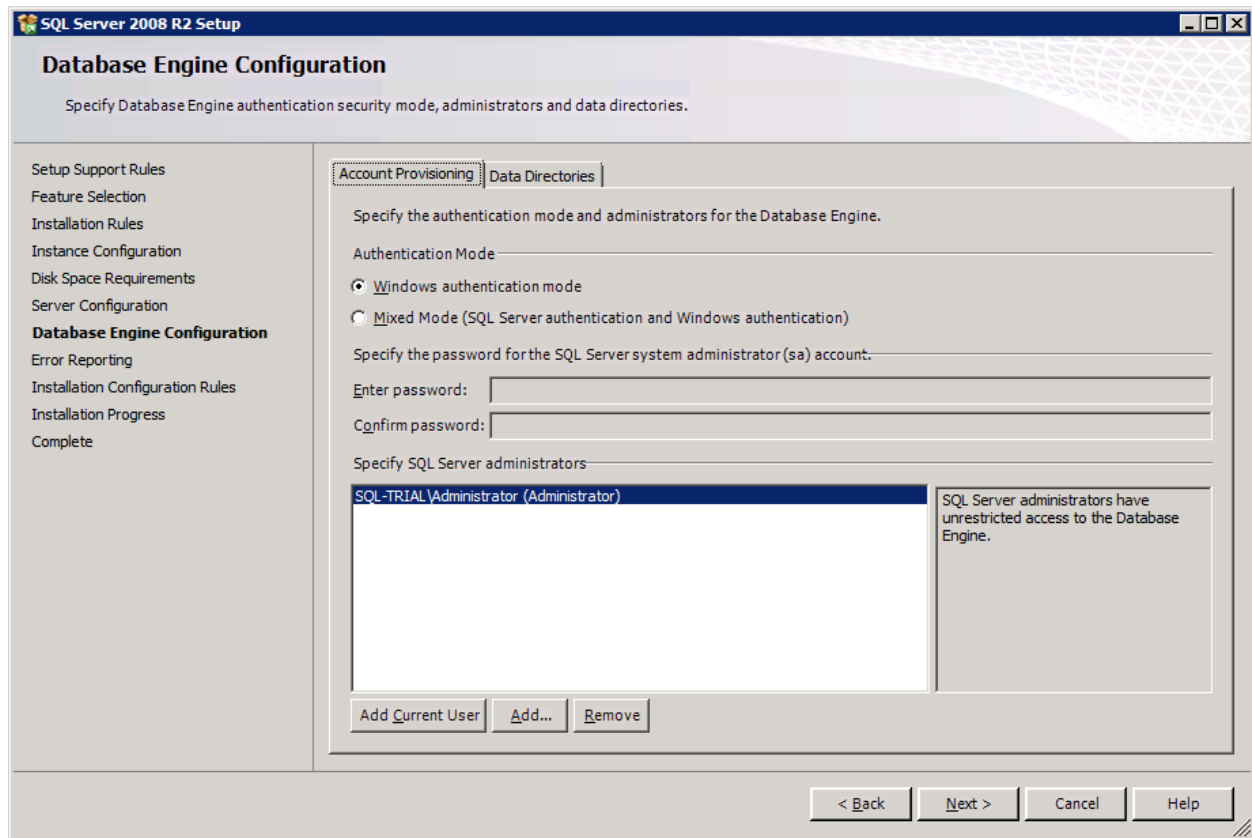 SQL Server 2008 R2 Setup
Database Engine Configuration
Specify Database Engine authentication security mode, administrators and data directories.
Setup Support Rules
Feature Selection
Installation Rules
Instance Configuration
Disk Space Requirements
Server Configuration
Database Engine Configuration
Error Reporting
Installation Configuration Rules
Installation Progress
Complete
Account Provisioning
Data Directories
Specify the authentication mode and administrators for the Database Engine.
Authentication Mode
Windows authentication mode
Mixed Mode (SQL Server authentication and Windows authentication)
Specify the password for the SQL Server system administrator (sa) account.
Enter password:
Confirm password:
Specify SQL Server administrators
SQL-TRIAL\Administrator (Administrator)
SQL Server administrators have
unrestricted access to the Database
Engine.
Add Current User
Add...
Remove
< Back
Next >
Cancel
Help